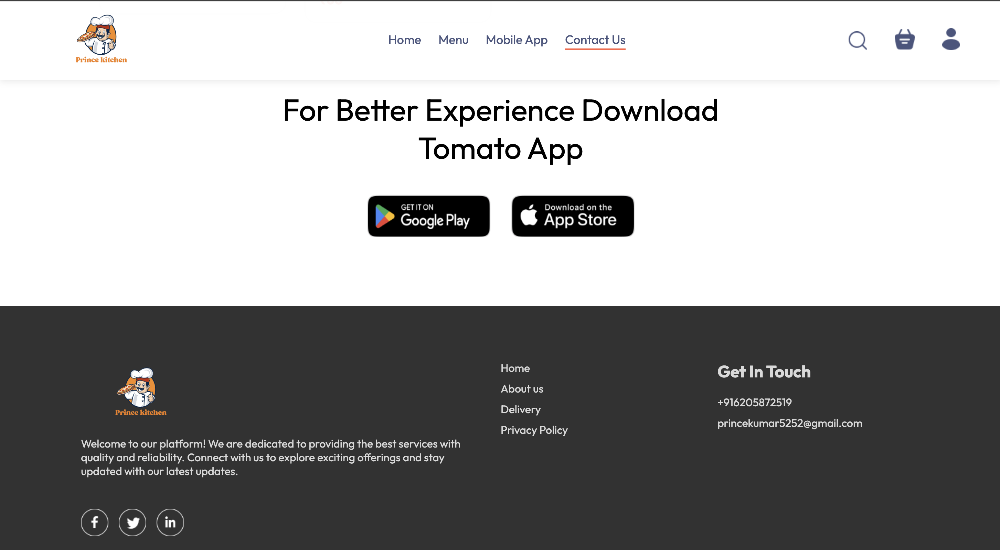 Prince kitchen
Home Menu Mobile App Contact Us
For Better Experience Download
Tomato App
GET IT ON
Google Play
Download on the
App Store
Prince kitchen
Welcome to our platform! We are dedicated to providing the best services with
quality and reliability. Connect with us to explore exciting offerings and stay
updated with our latest updates.
f
in
Home
About us
Delivery
Privacy Policy
Get In Touch
+916205872519
princekumar5252@gmail.com